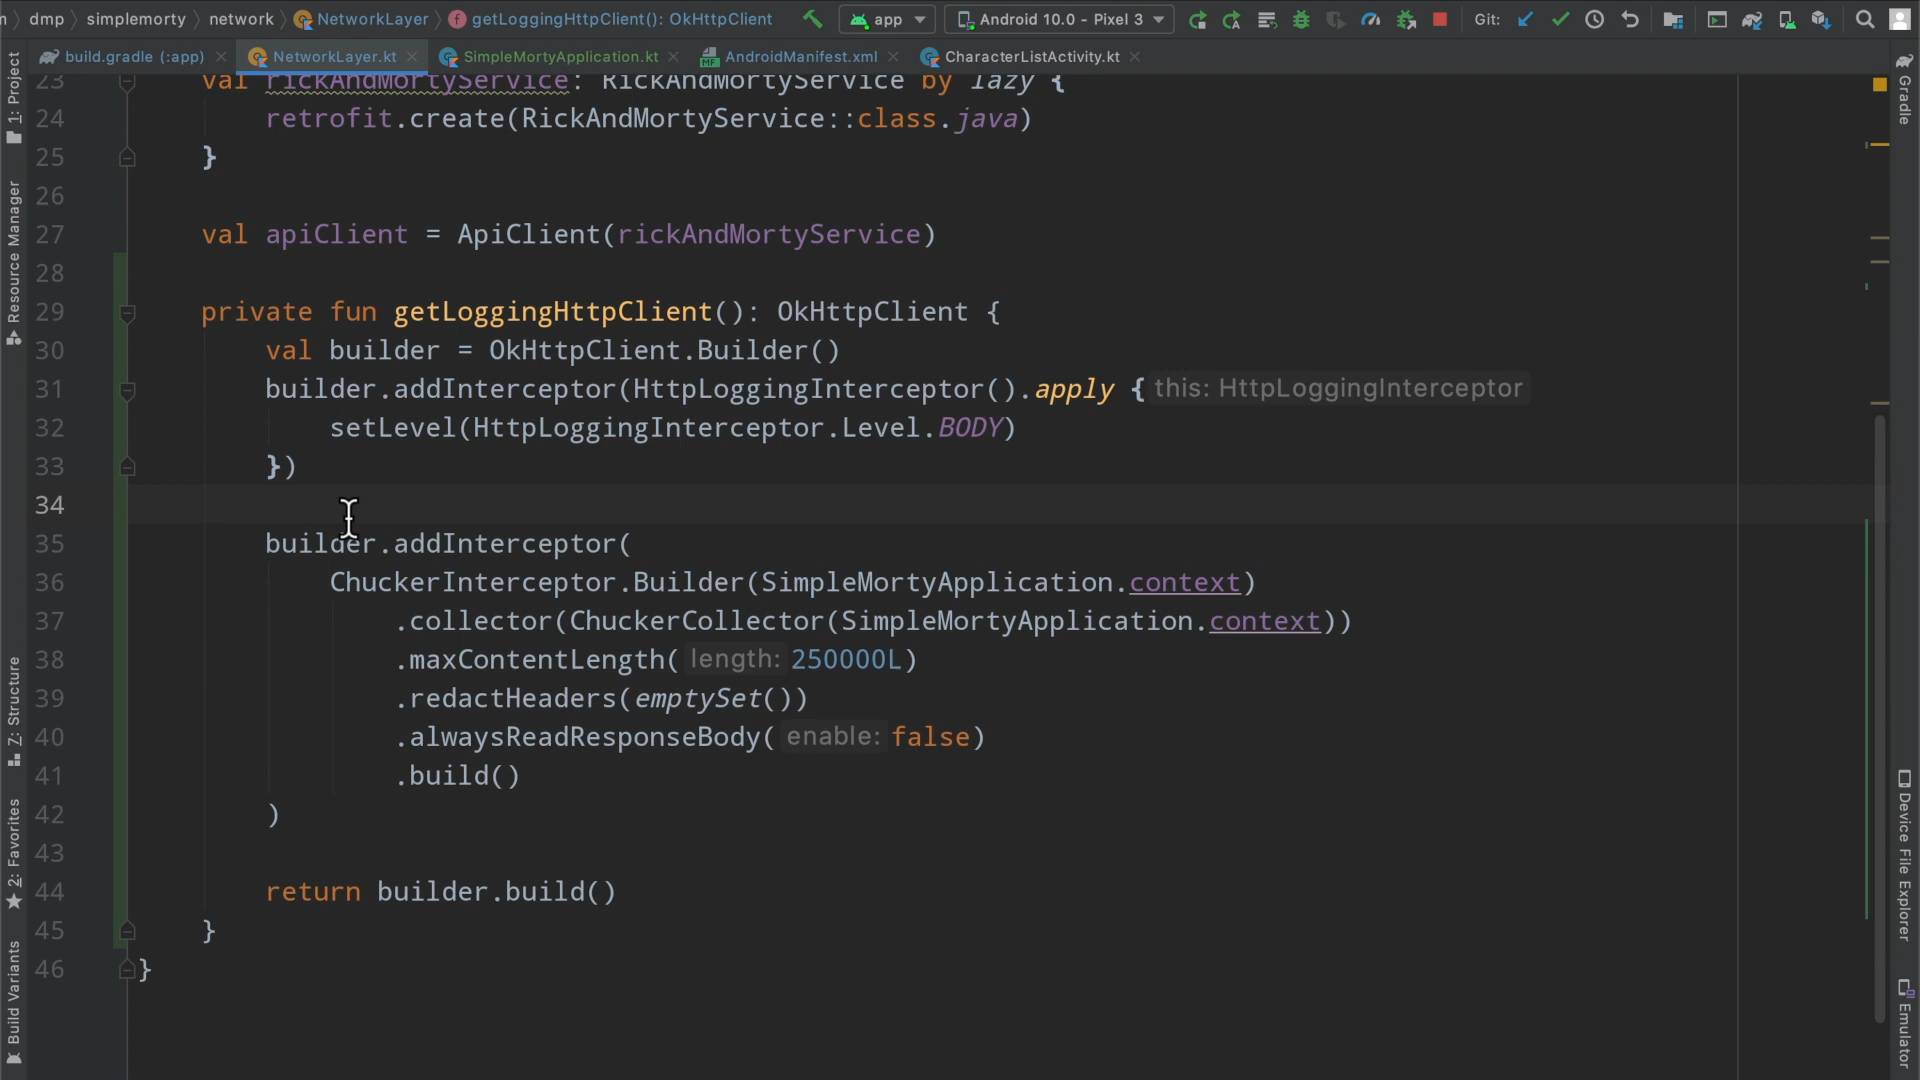 dmp simplemorty network NetworkLayer getLoggingHttpClient(): OkHttpClient app Android 10.0 - Pixel 3 Git:
build.gradle (:app) NetworkLayer.kt SimpleMortyApplication.kt AndroidManifest.xml CharacterListActivity.kt
23 val rickAndMortyService: RickAndMortyService by lazy {
24 retrofit.create(RickAndMortyService::class.java)
25 }
26
27 val apiClient = ApiClient(rickAndMortyService)
28
29 private fun getLoggingHttpClient(): OkHttpClient {
30 val builder = OkHttpClient.Builder()
31 builder.addInterceptor(HttpLoggingInterceptor().apply { this: HttpLoggingInterceptor
32 setLevel(HttpLoggingInterceptor.Level.BODY)
33 })
34
35 builder.addInterceptor(
36 ChuckerInterceptor.Builder(SimpleMortyApplication.context)
37 .collector(ChuckerCollector(SimpleMortyApplication.context))
38 .maxContentLength( length: 250000L)
39 .redactHeaders(emptySet())
40 .alwaysReadResponseBody( enable: false)
41 .build()
42 )
43
44 return builder.build()
45 }
46 }
1: Project
Resource Manager
Z: Structure
2: Favorites
Build Variants
Gradle
Device File Explorer
Emulator